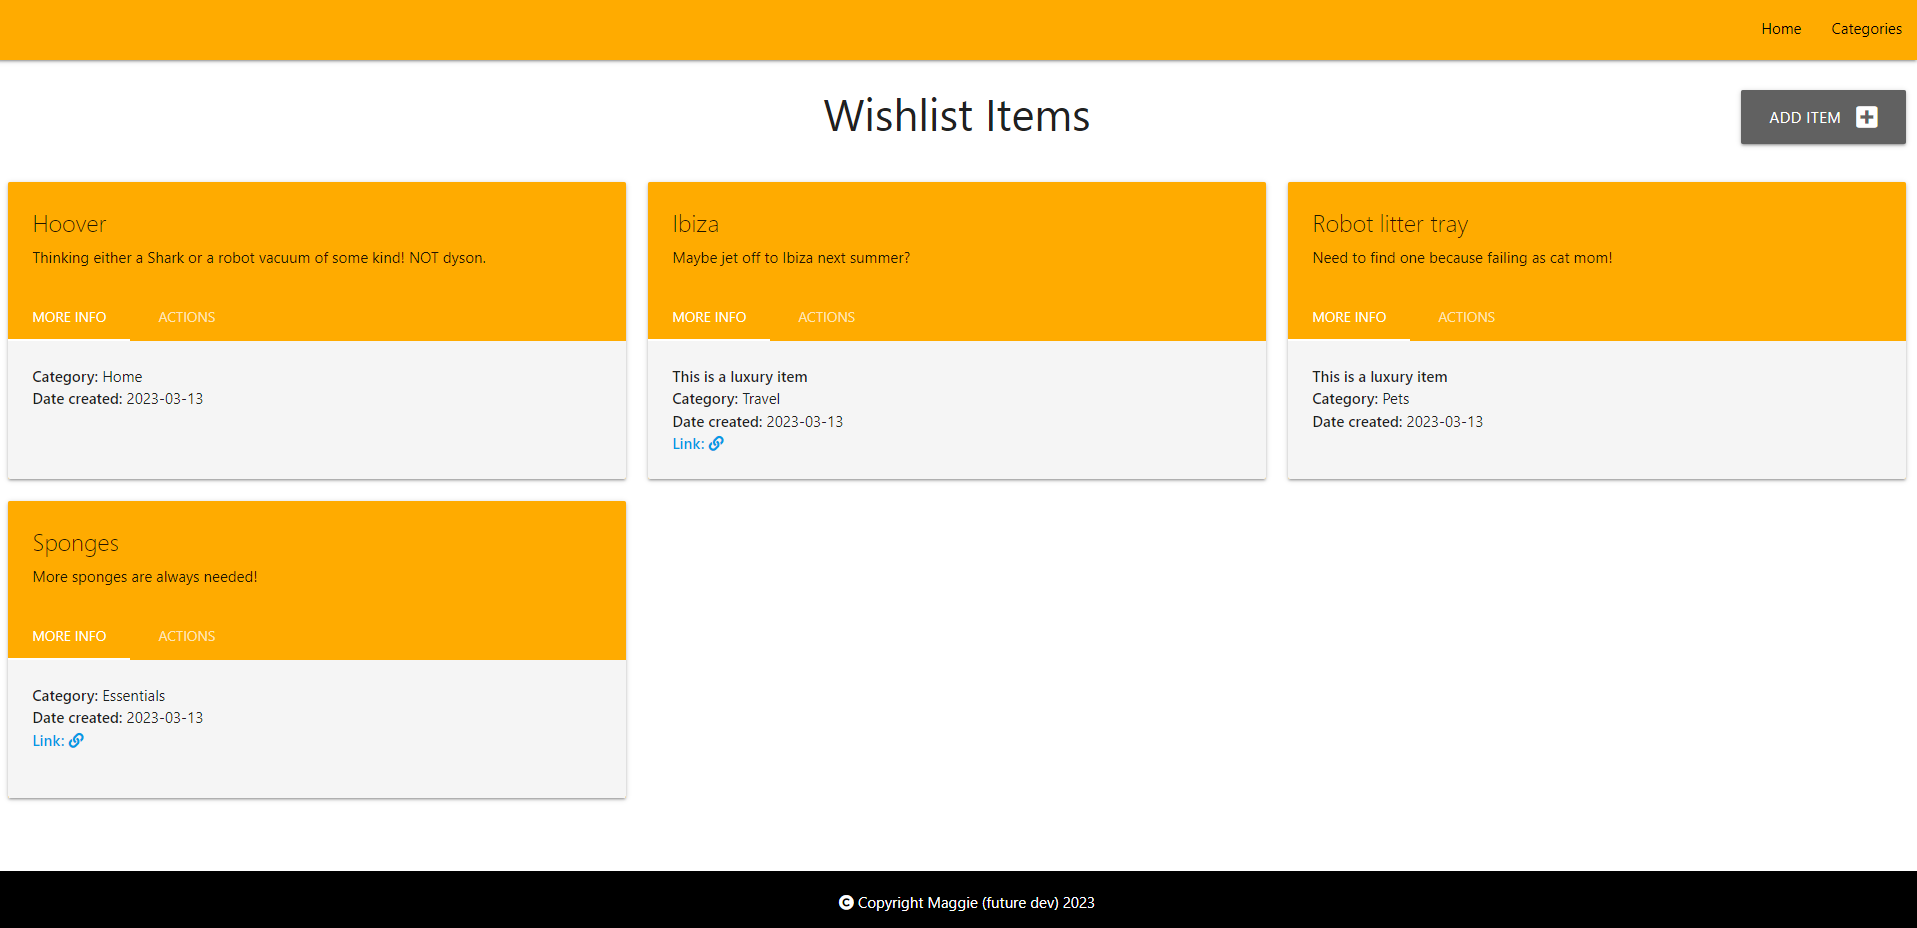 Home Categories
Wishlist Items
ADD ITEM
Hoover
Thinking either a Shark or a robot vacuum of some kind! NOT dyson.
MORE INFO ACTIONS
Category: Home
Date created: 2023-03-13
Ibiza
Maybe jet off to Ibiza next summer?
MORE INFO ACTIONS
This is a luxury item
Category: Travel
Date created: 2023-03-13
Link:
Robot litter tray
Need to find one because failing as cat mom!
MORE INFO ACTIONS
This is a luxury item
Category: Pets
Date created: 2023-03-13
Sponges
More sponges are always needed!
MORE INFO ACTIONS
Category: Essentials
Date created: 2023-03-13
Link:
© Copyright Maggie (future dev) 2023